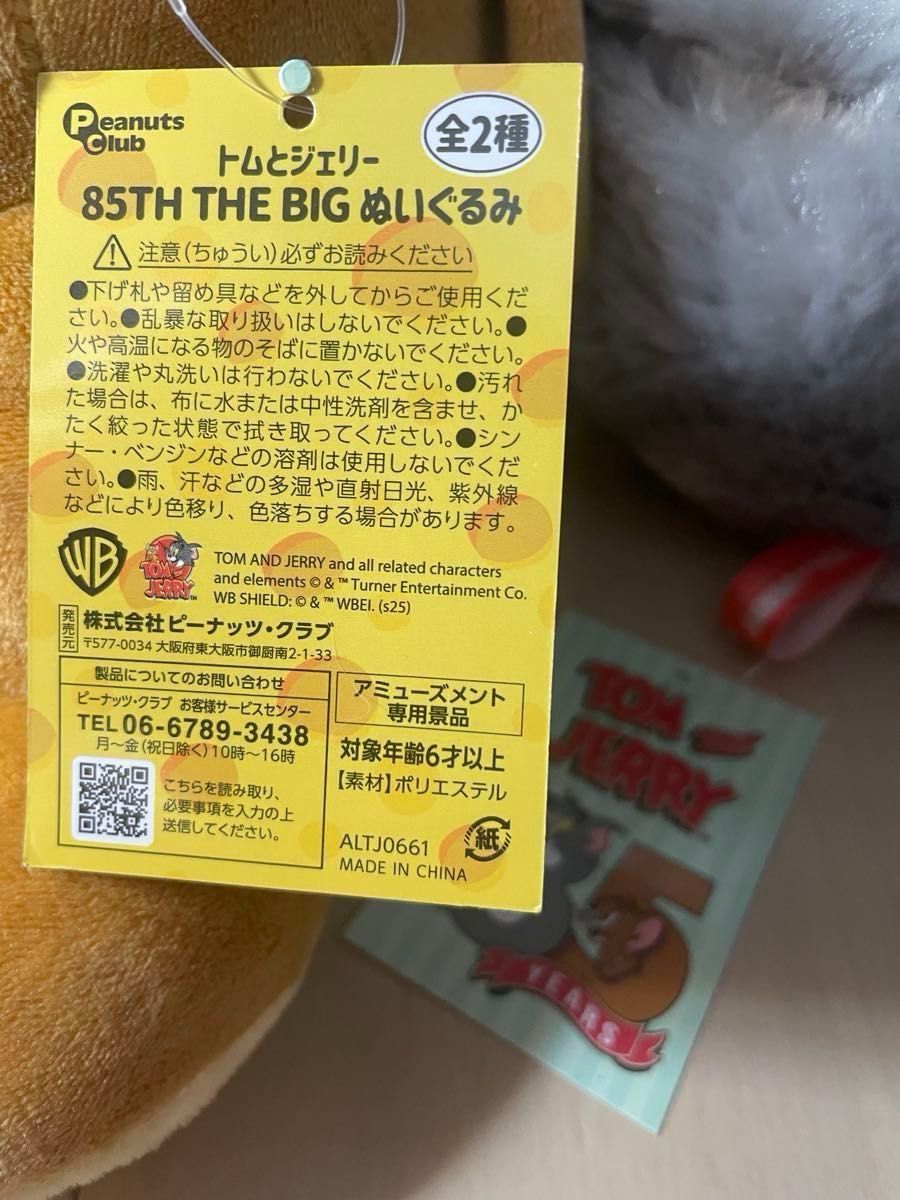 Peanuts Club
全2種
トムとジェリー
85TH THE BIG ぬいぐるみ
注意(ちゅうい)必ずお読みください
●下げ札や留め具などを外してからご使用くだ
さい。●乱暴な取り扱いはしないでください。●
火や高温になる物のそばに置かないでください。
●洗濯や丸洗いは行わないでください。●汚れ
た場合は、布に水または中性洗剤を含ませ、か
たく絞った状態で拭き取ってください。●シン
ナー・ベンジンなどの溶剤は使用しないでくだ
さい。●雨、汗などの多湿や直射日光、紫外線
などにより色移り、色落ちする場合があります。
WB
TOM AND JERRY
TOM AND JERRY and all related characters
and elements © & ™ Turner Entertainment Co.
WB SHIELD: © & ™ WBEI. (s25)
発売元
株式会社ピーナッツ・クラブ
〒577-0034 大阪府東大阪市御厨南2-1-33
製品についてのお問い合わせ
ピーナッツ・クラブ お客様サービスセンター
TEL 06-6789-3438
月～金(祝日除く)10時～16時
こちらを読み取り、
必要事項を入力の上
送信してください。
アミューズメント
専用景品
対象年齢6才以上
【素材】ポリエステル
ALTJ0661
MADE IN CHINA
紙
TOM
JERRY
85
YEARS